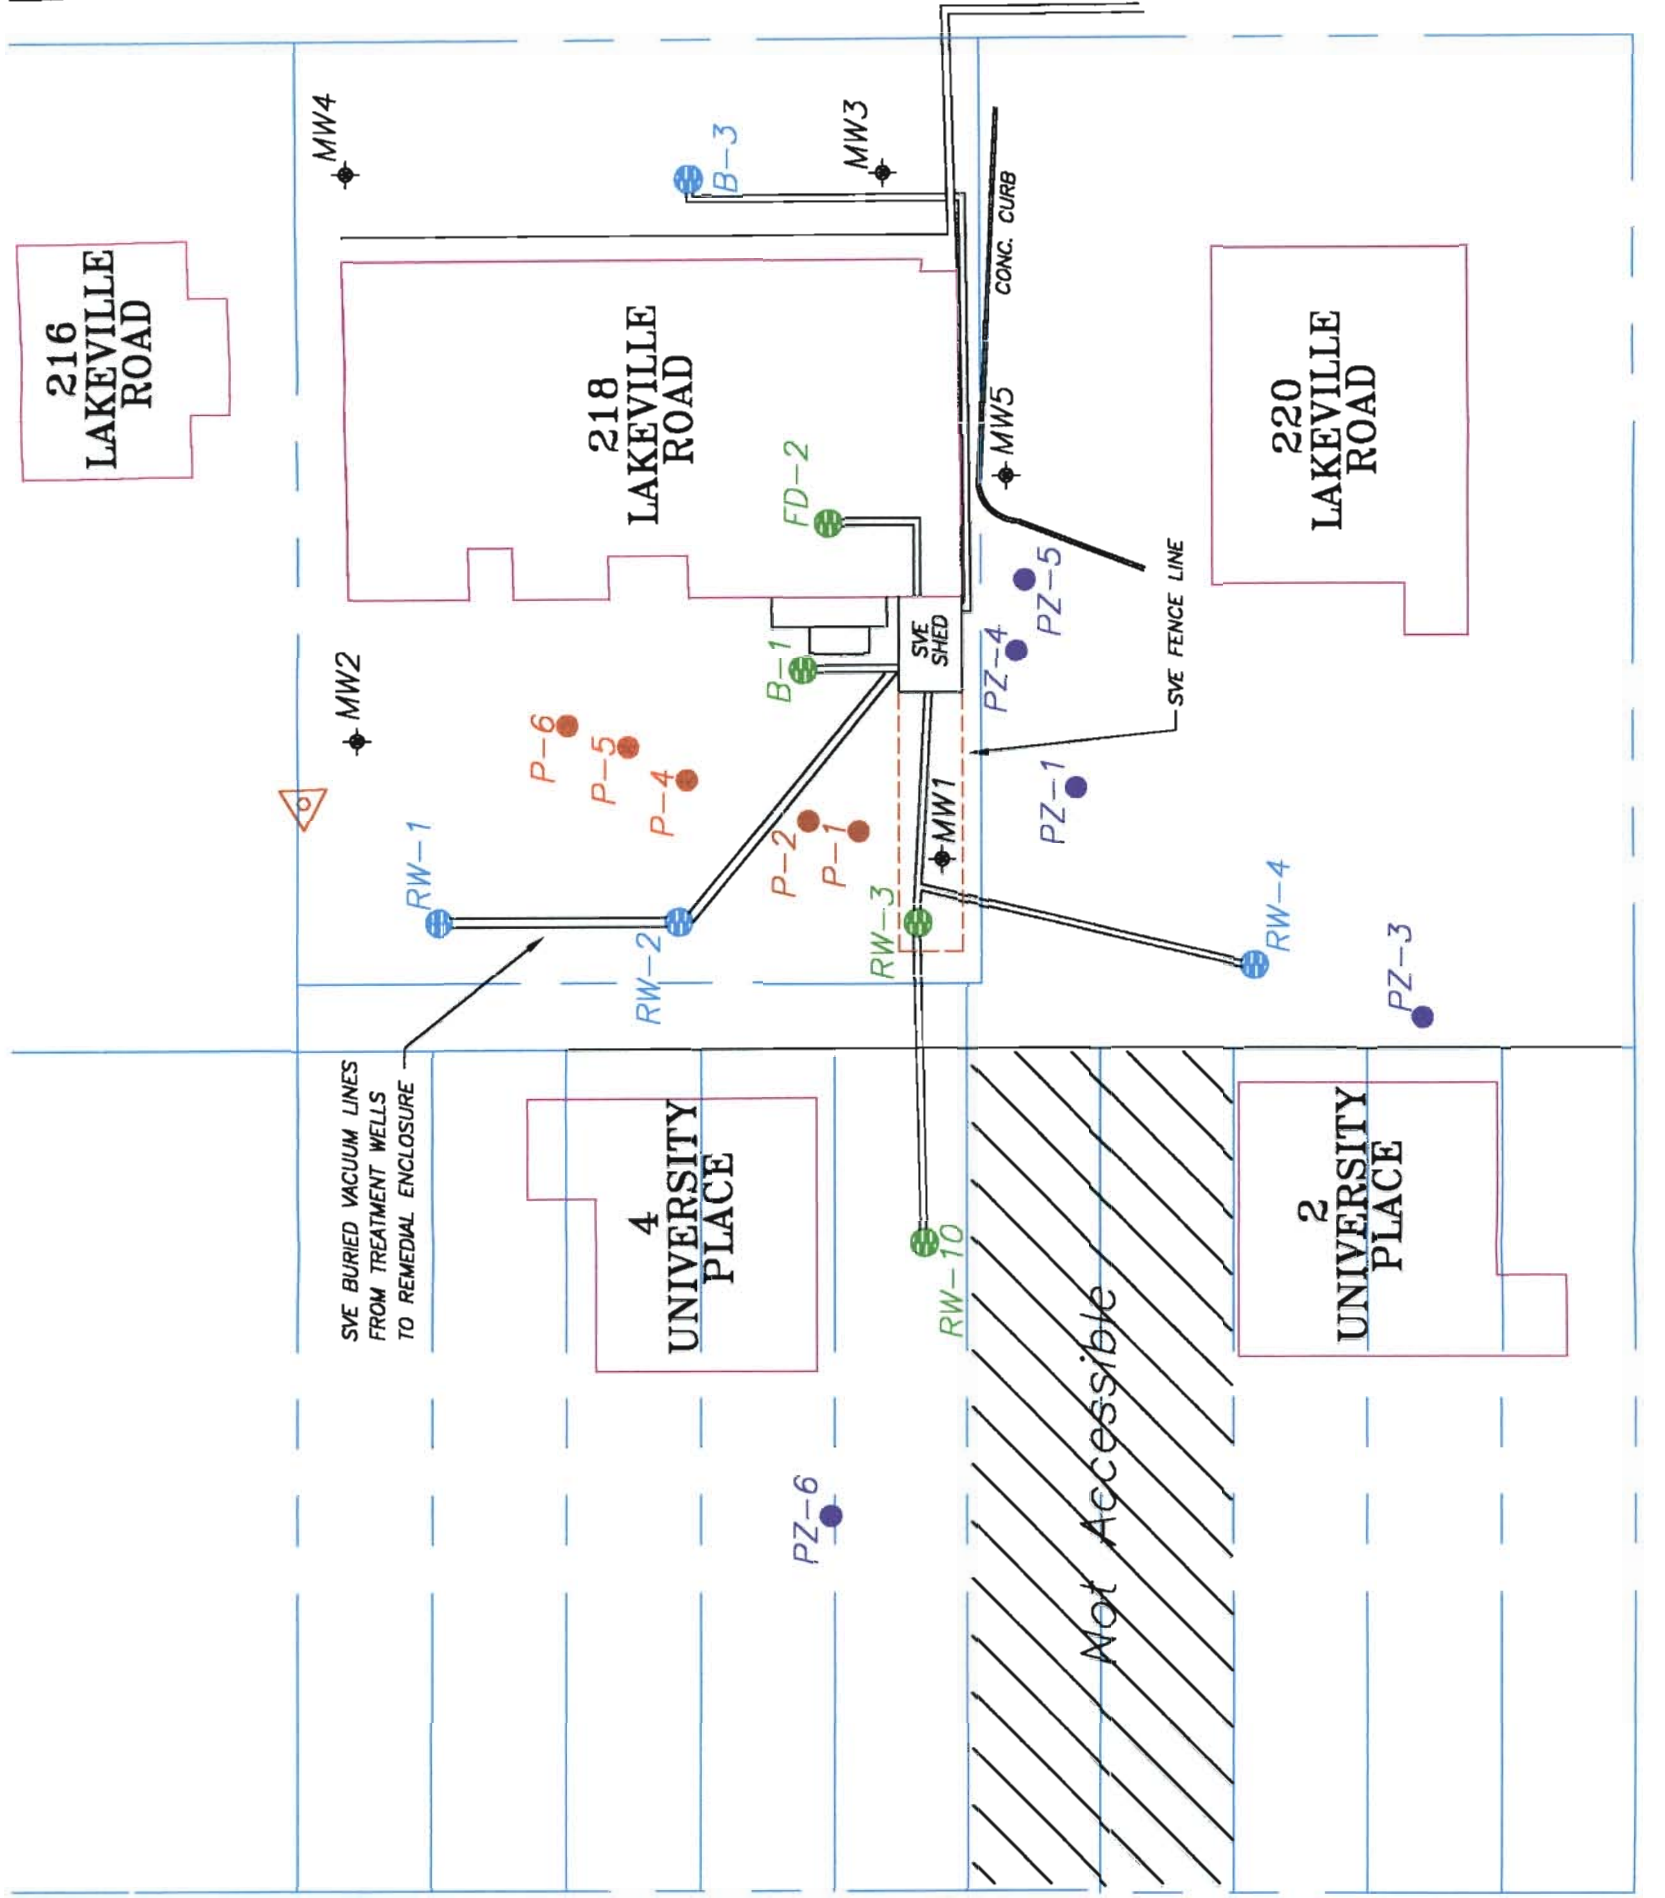 216
LAKEVILLE
ROAD
MW4
B-3
MW3
CONC. CURB
218
LAKEVILLE
ROAD
220
LAKEVILLE
ROAD
FD-2
MW5
MW2
B-1
SVE
SHED
PZ-4
PZ-5
SVE FENCE LINE
P-6
P-5
P-4
P-2
P-1
MW1
PZ-1
RW-1
RW-2
RW-3
RW-4
PZ-3
SVE BURIED VACUUM LINES
FROM TREATMENT WELLS
TO REMEDIAL ENCLOSURE
4
UNIVERSITY
PLACE
RW-10
2
UNIVERSITY
PLACE
PZ-6
Not Accessible